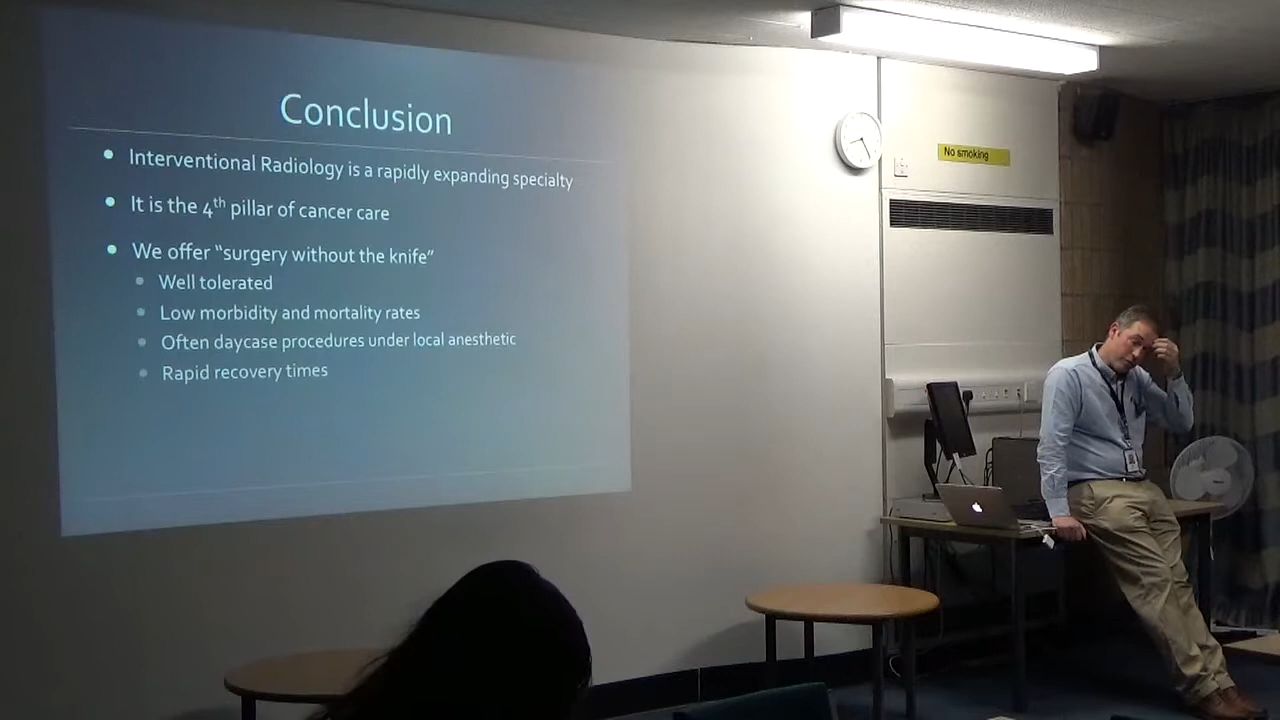 Conclusion
Interventional Radiology is a rapidly expanding specialty
It is the 4th pillar of cancer care
We offer “surgery without the knife”
Well tolerated
Low morbidity and mortality rates
Often daycase procedures under local anesthetic
Rapid recovery times
No smoking